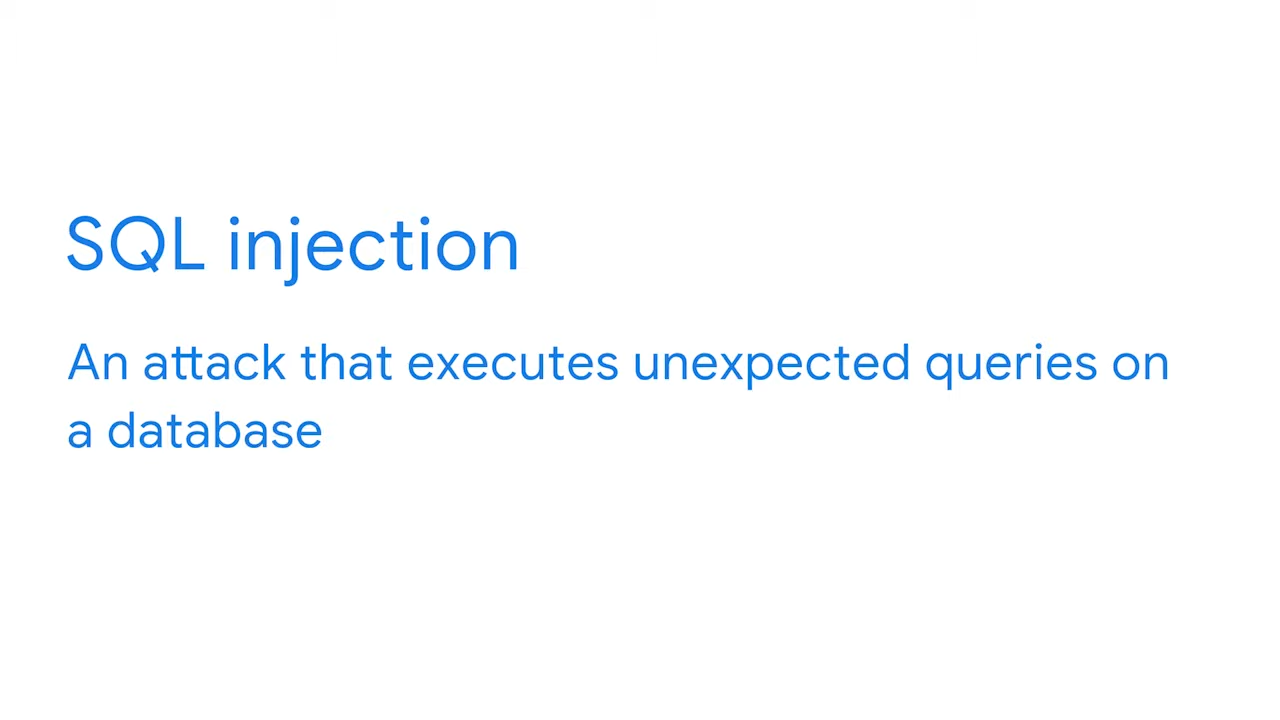 SQL injection
An attack that executes unexpected queries on
a database